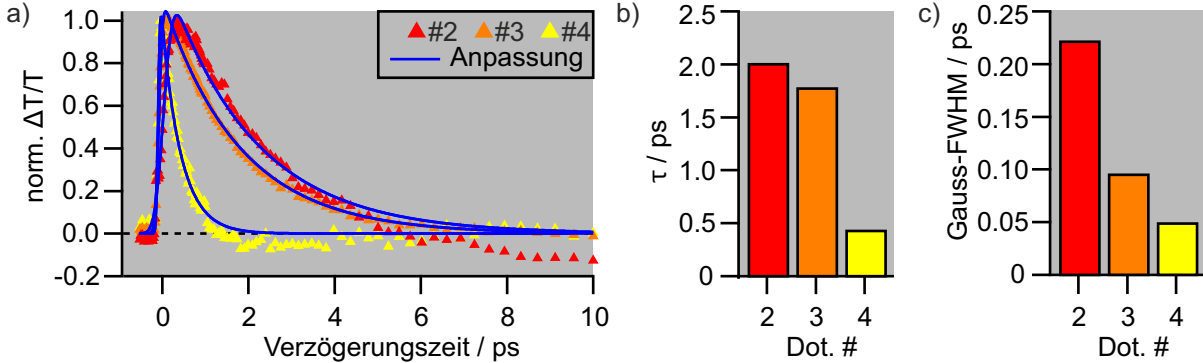 a)
norm. ΔT/T
1.0
0.8
0.6
0.4
0.2
0.0
-0.2
#2 #3 #4
Anpassung
0 2 4 6 8 10
Verzögerungszeit / ps
b)
τ / ps
2.5
2.0
1.5
1.0
0.5
0
2 3 4
Dot. #
c)
Gauss-FWHM / ps
0.25
0.20
0.15
0.10
0.05
0
2 3 4
Dot. #